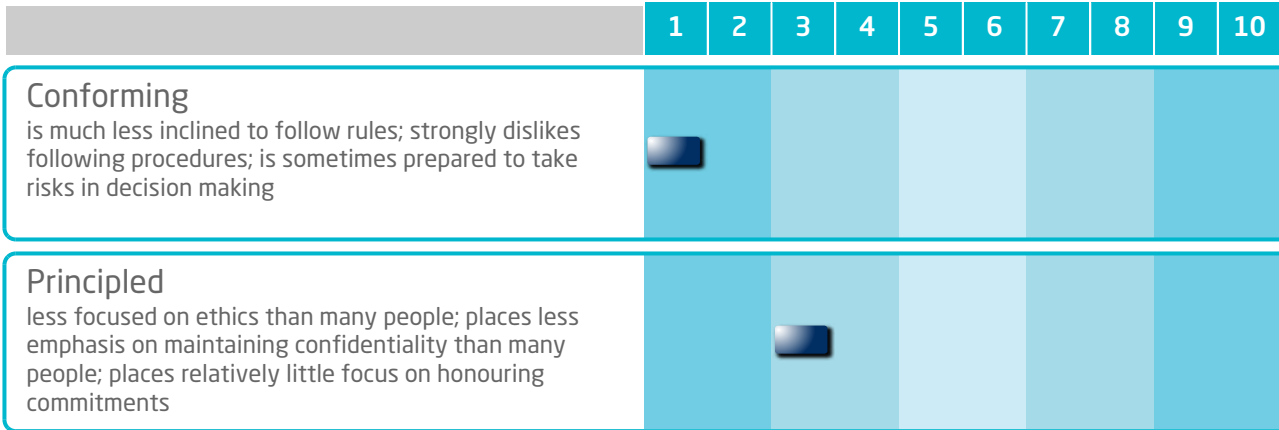 1 2 3 4 5 6 7 8 9 10
Conforming
is much less inclined to follow rules; strongly dislikes
following procedures; is sometimes prepared to take
risks in decision making
Principled
less focused on ethics than many people; places less
emphasis on maintaining confidentiality than many
people; places relatively little focus on honouring
commitments